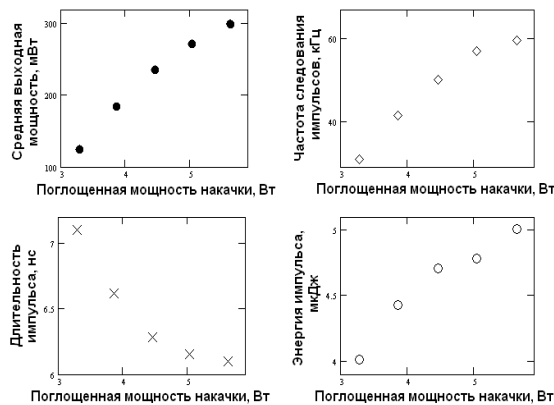 Средняя выходная
мощность, мВт
300
200
100
3
4
5
Поглощенная мощность накачки, Вт
Частота следования
импульсов, кГц
60
40
3
4
5
Поглощенная мощность накачки, Вт
Длительность
импульса, нс
7
6.5
6
3
4
5
Поглощенная мощность накачки, Вт
Энергия импульса,
мкДж
5
4.5
4
3
4
5
Поглощенная мощность накачки, Вт